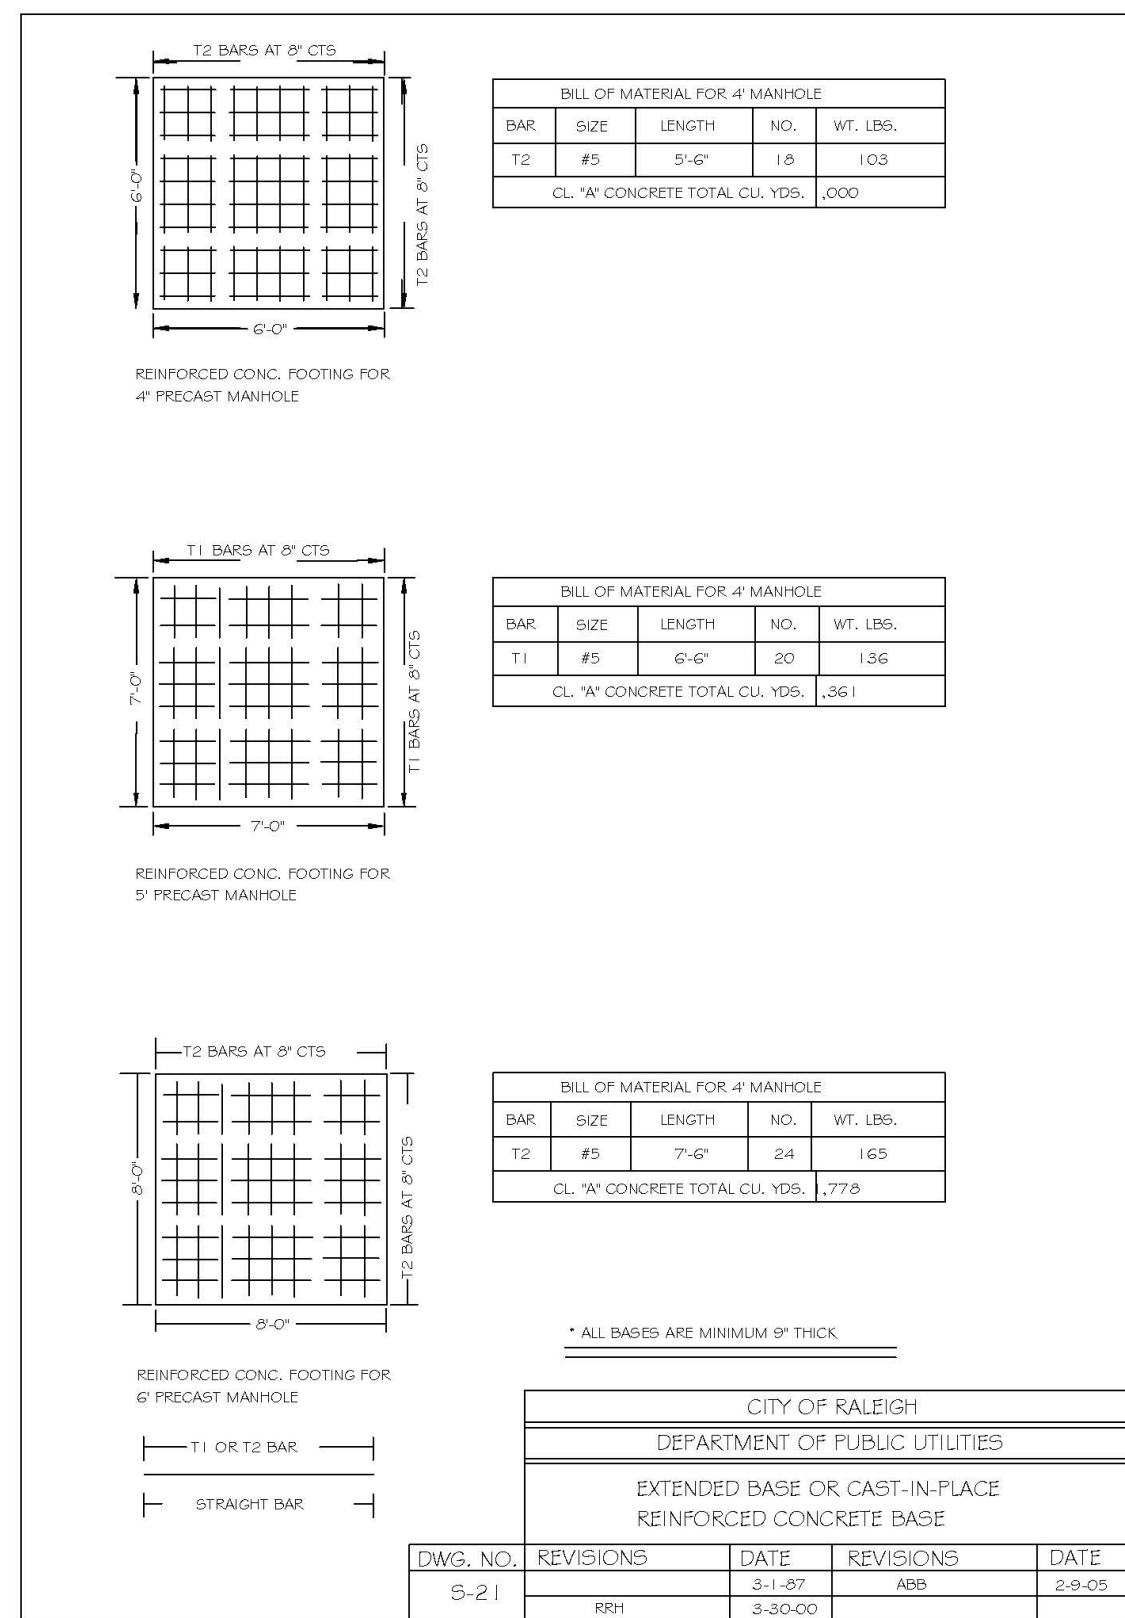 T2 BARS AT 8" CTS
6'-0"
T2 BARS AT 8" CTS
6'-0"
REINFORCED CONC. FOOTING FOR
4" PRECAST MANHOLE
BILL OF MATERIAL FOR 4' MANHOLE
BAR SIZE LENGTH NO. WT. LBS.
T2 #5 5'-6" 18 103
CL. "A" CONCRETE TOTAL CU. YDS. ,000
T1 BARS AT 8" CTS
7'-0"
T1 BARS AT 8" CTS
7'-0"
REINFORCED CONC. FOOTING FOR
5' PRECAST MANHOLE
BILL OF MATERIAL FOR 4' MANHOLE
BAR SIZE LENGTH NO. WT. LBS.
T1 #5 6'-6" 20 136
CL. "A" CONCRETE TOTAL CU. YDS. ,361
T2 BARS AT 8" CTS
8'-0"
T2 BARS AT 8" CTS
8'-0"
REINFORCED CONC. FOOTING FOR
6' PRECAST MANHOLE
BILL OF MATERIAL FOR 4' MANHOLE
BAR SIZE LENGTH NO. WT. LBS.
T2 #5 7'-6" 24 165
CL. "A" CONCRETE TOTAL CU. YDS. 1,778
T1 OR T2 BAR
STRAIGHT BAR
* ALL BASES ARE MINIMUM 9" THICK
CITY OF RALEIGH
DEPARTMENT OF PUBLIC UTILITIES
EXTENDED BASE OR CAST-IN-PLACE
REINFORCED CONCRETE BASE
DWG. NO. REVISIONS DATE REVISIONS DATE
S-21 3-1-87 ABB 2-9-05
RRH 3-30-00